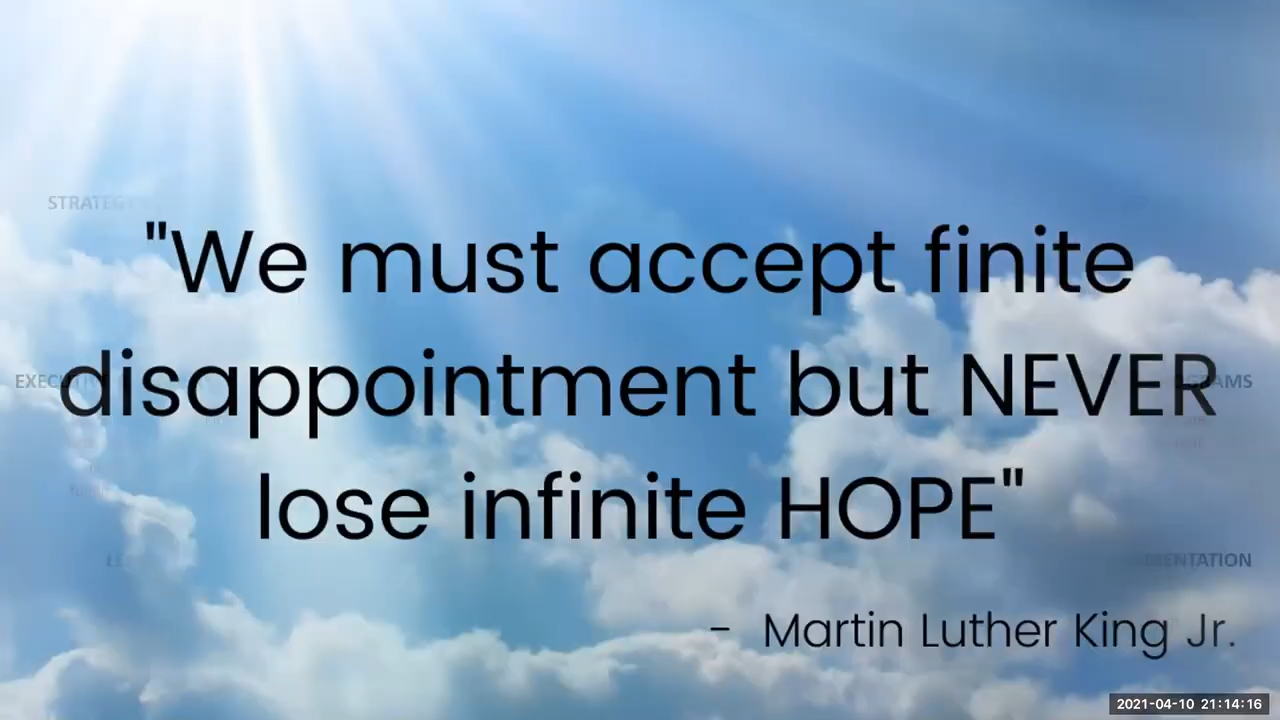 STRATEGY
"We must accept finite
disappointment but NEVER
lose infinite HOPE"
- Martin Luther King Jr.
2021-04-10 21:14:16